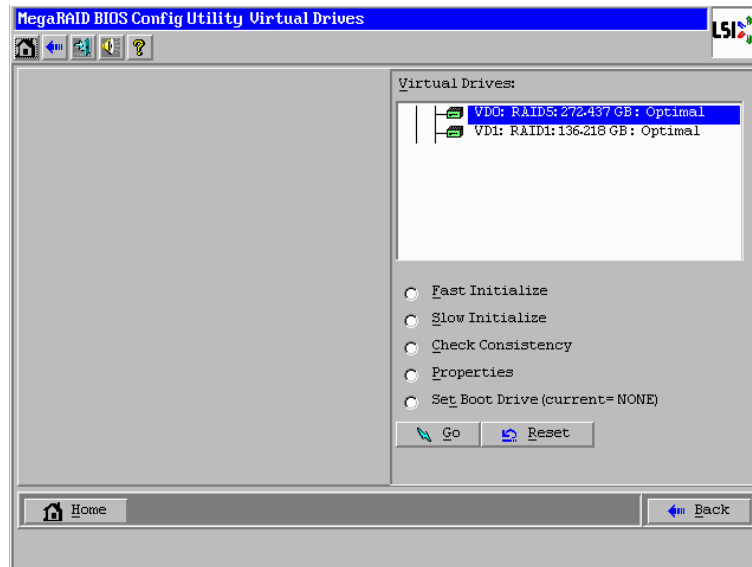 MegaRAID BIOS Config Utility Virtual Drives
LSI
Virtual Drives:
VD0: RAID5: 272.437 GB: Optimal
VD1: RAID1: 136.218 GB: Optimal
Fast Initialize
Slow Initialize
Check Consistency
Properties
Set Boot Drive (current= NONE)
Go
Reset
Home
Back